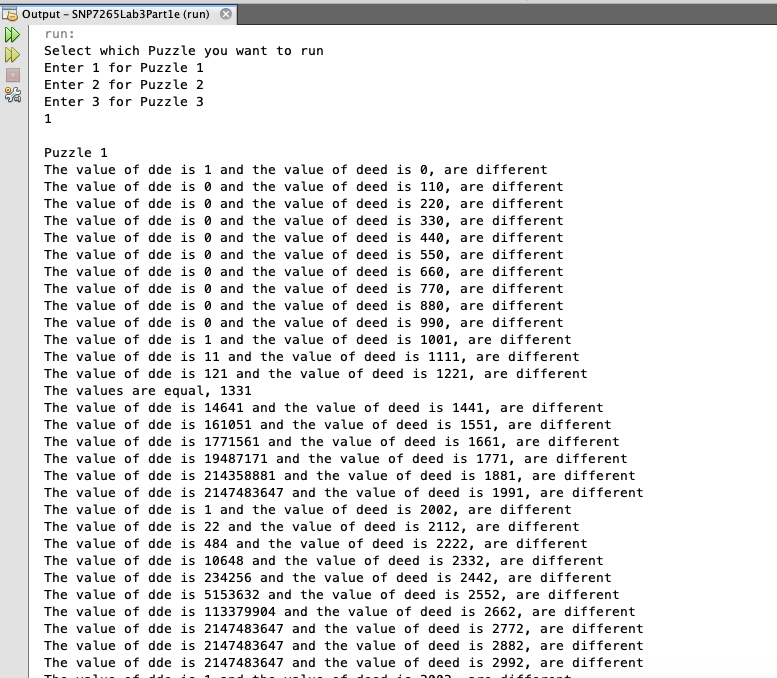 Output – SNP7265Lab3Part1e (run)
run:
Select which Puzzle you want to run
Enter 1 for Puzzle 1
Enter 2 for Puzzle 2
Enter 3 for Puzzle 3
1
Puzzle 1
The value of dde is 1 and the value of deed is 0, are different
The value of dde is 0 and the value of deed is 110, are different
The value of dde is 0 and the value of deed is 220, are different
The value of dde is 0 and the value of deed is 330, are different
The value of dde is 0 and the value of deed is 440, are different
The value of dde is 0 and the value of deed is 550, are different
The value of dde is 0 and the value of deed is 660, are different
The value of dde is 0 and the value of deed is 770, are different
The value of dde is 0 and the value of deed is 880, are different
The value of dde is 0 and the value of deed is 990, are different
The value of dde is 1 and the value of deed is 1001, are different
The value of dde is 11 and the value of deed is 1111, are different
The value of dde is 121 and the value of deed is 1221, are different
The values are equal, 1331
The value of dde is 14641 and the value of deed is 1441, are different
The value of dde is 161051 and the value of deed is 1551, are different
The value of dde is 1771561 and the value of deed is 1661, are different
The value of dde is 19487171 and the value of deed is 1771, are different
The value of dde is 214358881 and the value of deed is 1881, are different
The value of dde is 2147483647 and the value of deed is 1991, are different
The value of dde is 1 and the value of deed is 2002, are different
The value of dde is 22 and the value of deed is 2112, are different
The value of dde is 484 and the value of deed is 2222, are different
The value of dde is 10648 and the value of deed is 2332, are different
The value of dde is 234256 and the value of deed is 2442, are different
The value of dde is 5153632 and the value of deed is 2552, are different
The value of dde is 113379904 and the value of deed is 2662, are different
The value of dde is 2147483647 and the value of deed is 2772, are different
The value of dde is 2147483647 and the value of deed is 2882, are different
The value of dde is 2147483647 and the value of deed is 2992, are different